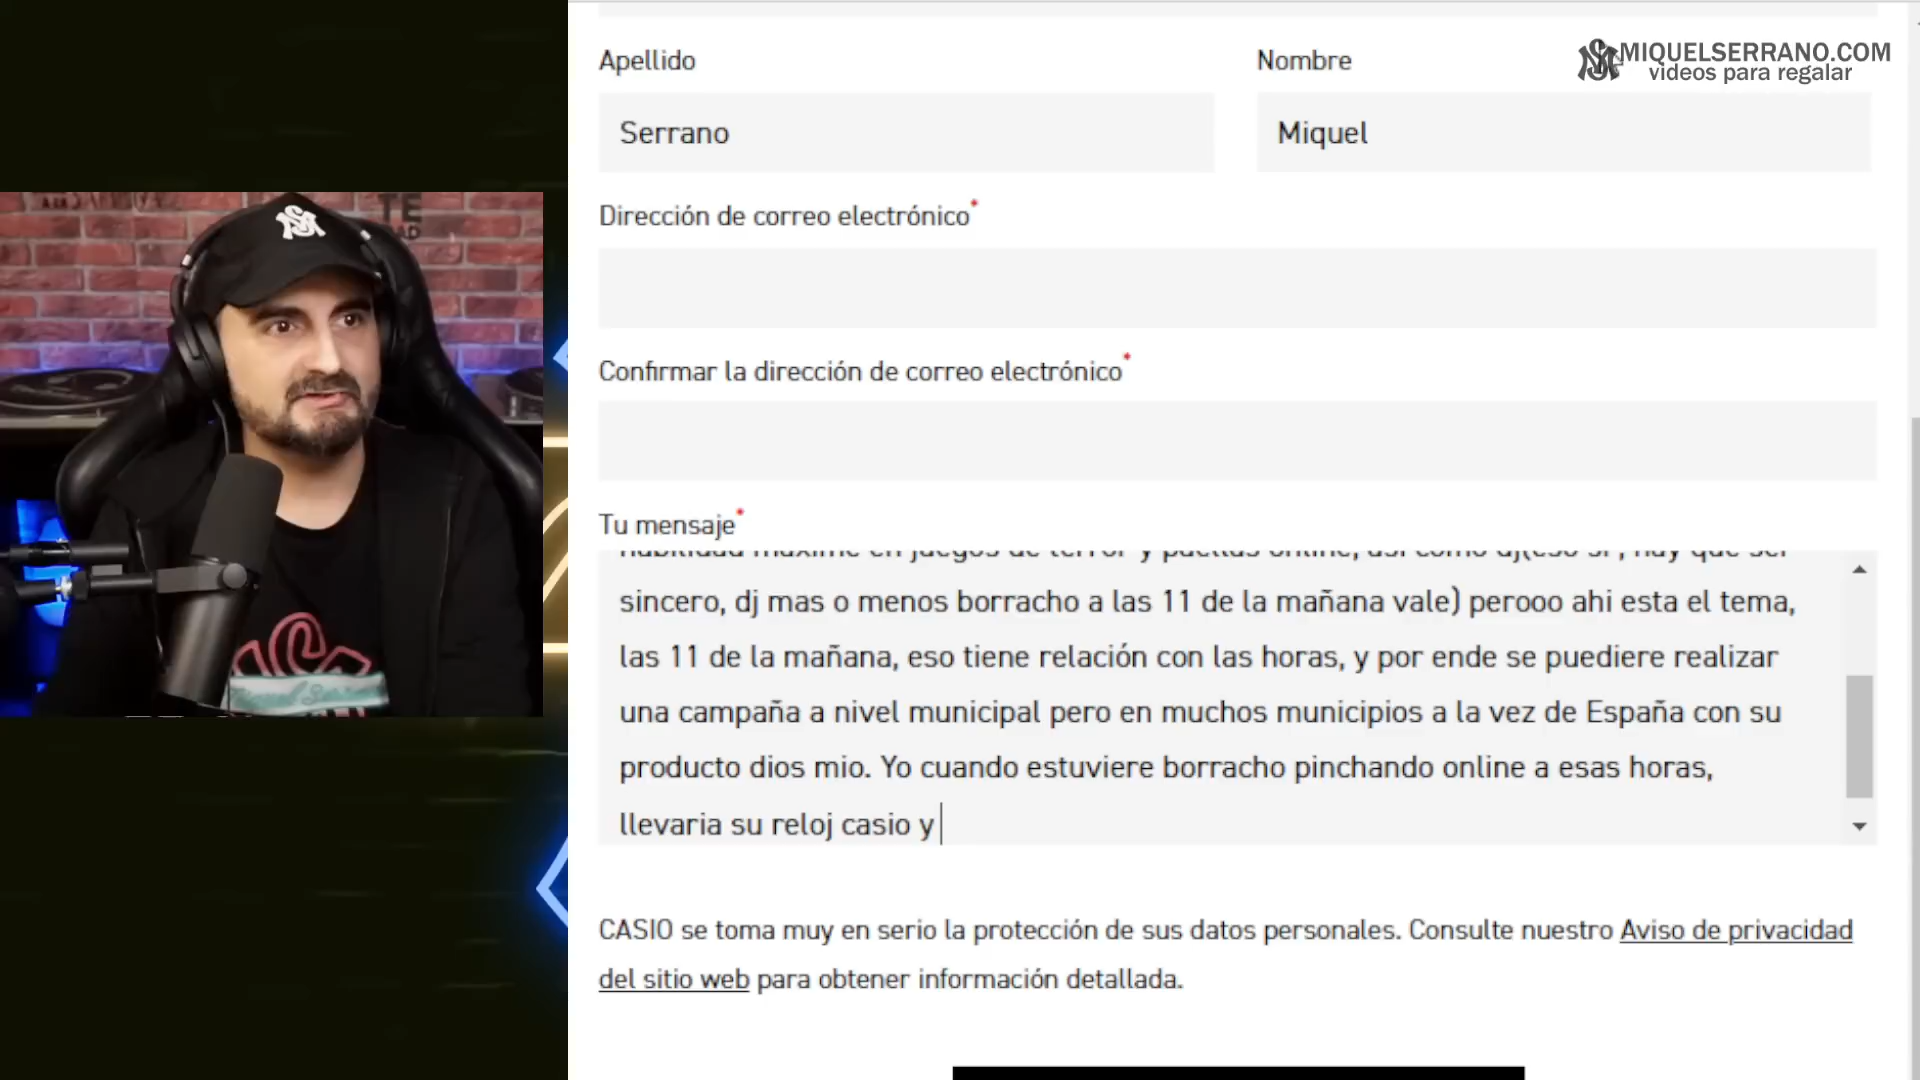 MIQUELSERRANO.COM
videos para regalar
Apellido
Nombre
Serrano
Miquel
Dirección de correo electrónico*
Confirmar la dirección de correo electrónico*
Tu mensaje*
sincero, dj mas o menos borracho a las 11 de la mañana vale) perooo ahi esta el tema,
las 11 de la mañana, eso tiene relación con las horas, y por ende se puediere realizar
una campaña a nivel municipal pero en muchos municipios a la vez de España con su
producto dios mio. Yo cuando estuviere borracho pinchando online a esas horas,
llevaria su reloj casio y
CASIO se toma muy en serio la protección de sus datos personales. Consulte nuestro Aviso de privacidad
del sitio web para obtener información detallada.